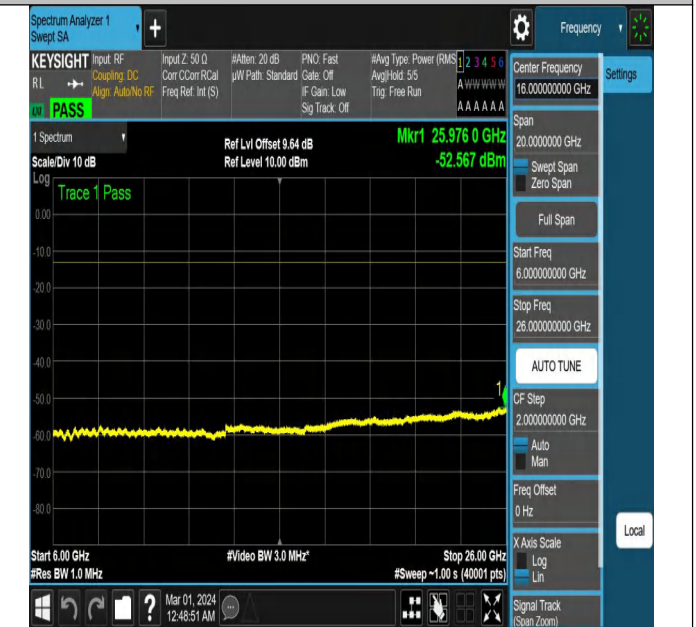 Spectrum Analyzer 1
Swept SA
+
Frequency
KEYSIGHT
RL
PASS
Input: RF
Coupling: DC
Align: Auto/No RF
Input Z: 50 Ω
Corr CCorr RCal
Freq Ref: Int (S)
#Atten: 20 dB
µW Path: Standard
PNO: Fast
Gate: Off
IF Gain: Low
Sig Track: Off
#Avg Type: Power (RMS
Avg|Hold: 5/5
Trig: Free Run
1 2 3 4 5 6
A W W W W W
A A A A A A
1 Spectrum
Scale/Div 10 dB
Log
Ref Lvl Offset 9.64 dB
Ref Level 10.00 dBm
Mkr1 25.976 0 GHz
-52.567 dBm
Trace 1 Pass
0.00
-10.0
-20.0
-30.0
-40.0
-50.0
-60.0
-70.0
-80.0
1
Start 6.00 GHz
#Res BW 1.0 MHz
#Video BW 3.0 MHz*
Stop 26.00 GHz
#Sweep ~1.00 s (40001 pts)
Center Frequency
16.000000000 GHz
Settings
Span
20.0000000 GHz
Swept Span
Zero Span
Full Span
Start Freq
6.000000000 GHz
Stop Freq
26.000000000 GHz
AUTO TUNE
CF Step
2.000000000 GHz
Auto
Man
Freq Offset
0 Hz
X Axis Scale
Log
Lin
Local
Signal Track
(Span Zoom)
?
Mar 01, 2024
12:48:51 AM